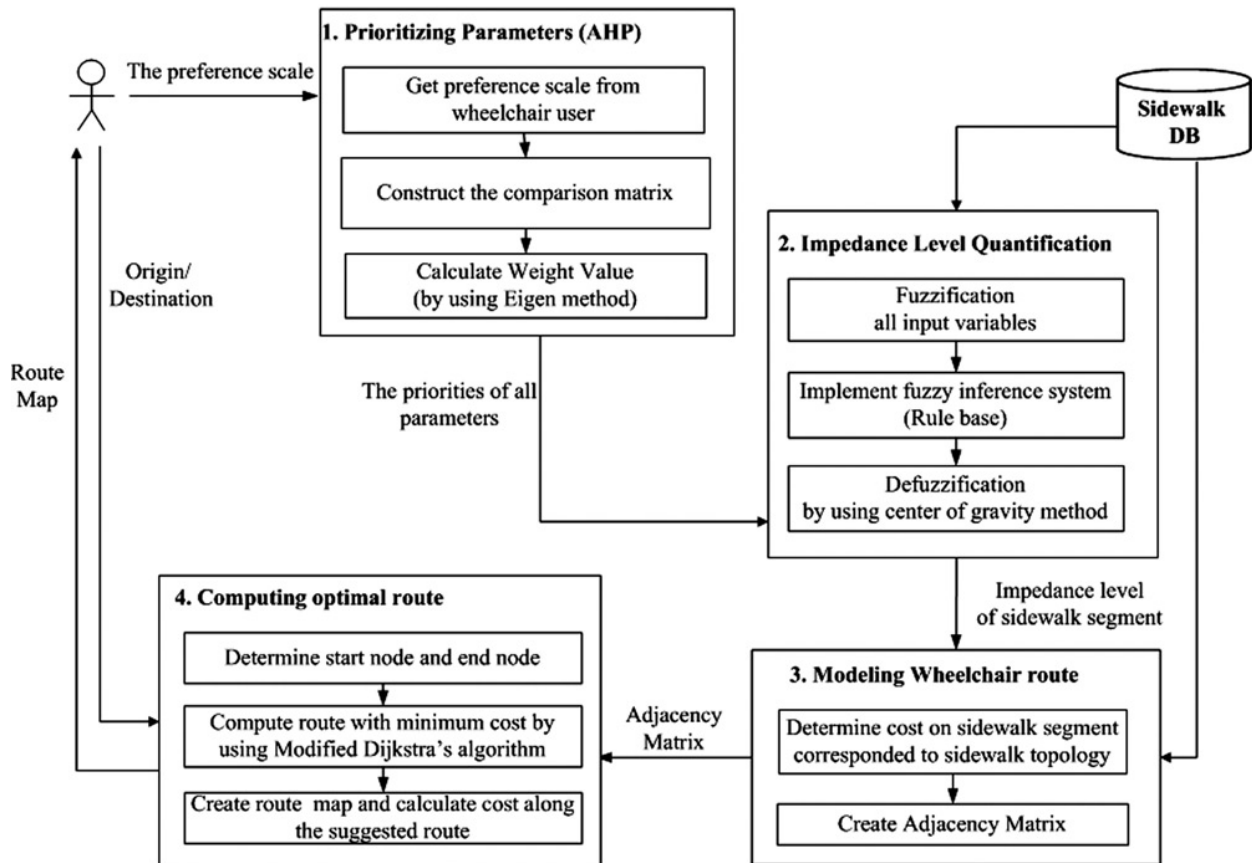 1. Prioritizing Parameters (AHP)
The preference scale
Get preference scale from
wheelchair user
Construct the comparison matrix
Calculate Weight Value
(by using Eigen method)
Sidewalk
DB
2. Impedance Level Quantification
Fuzzification
all input variables
Implement fuzzy inference system
(Rule base)
Defuzzification
by using center of gravity method
Origin/
Destination
Route
Map
The priorities of all
parameters
Impedance level
of sidewalk segment
4. Computing optimal route
Determine start node and end node
Compute route with minimum cost by
using Modified Dijkstra's algorithm
Create route map and calculate cost along
the suggested route
Adjacency
Matrix
3. Modeling Wheelchair route
Determine cost on sidewalk segment
corresponded to sidewalk topology
Create Adjacency Matrix